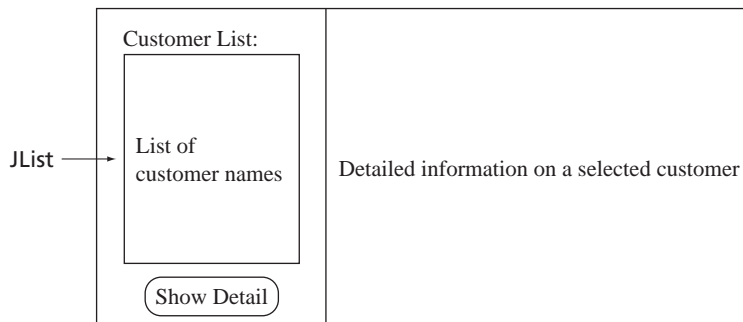 Customer List:
JList
List of
customer names
Detailed information on a selected customer
Show Detail